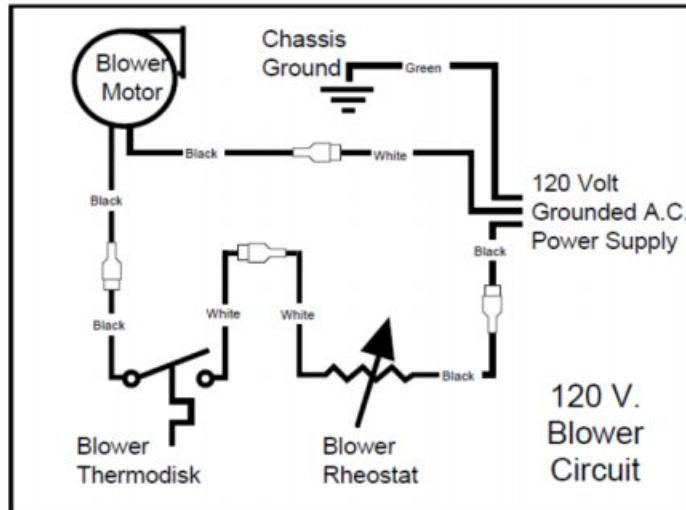 Blower
Motor
Chassis
Ground
Green
Black
White
120 Volt
Grounded A.C.
Power Supply
Black
Black
Black
White
White
Black
Blower
Thermodisk
Blower
Rheostat
120 V.
Blower
Circuit